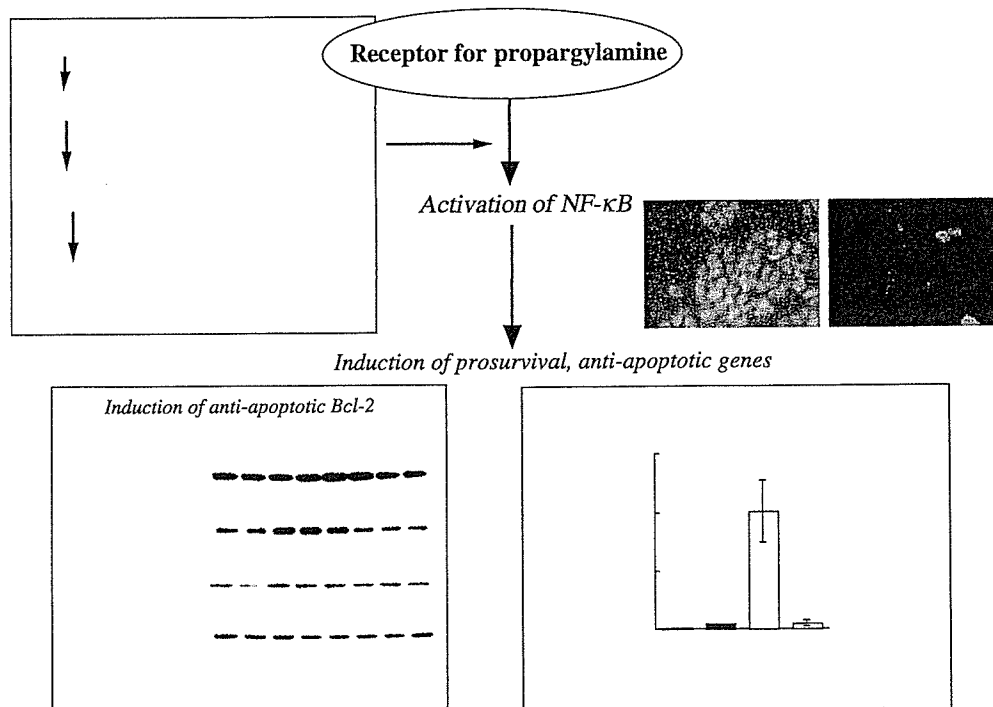 Receptor for propargylamine
Activation of NF-κB
Induction of prosurvival, anti-apoptotic genes
Induction of anti-apoptotic Bcl-2